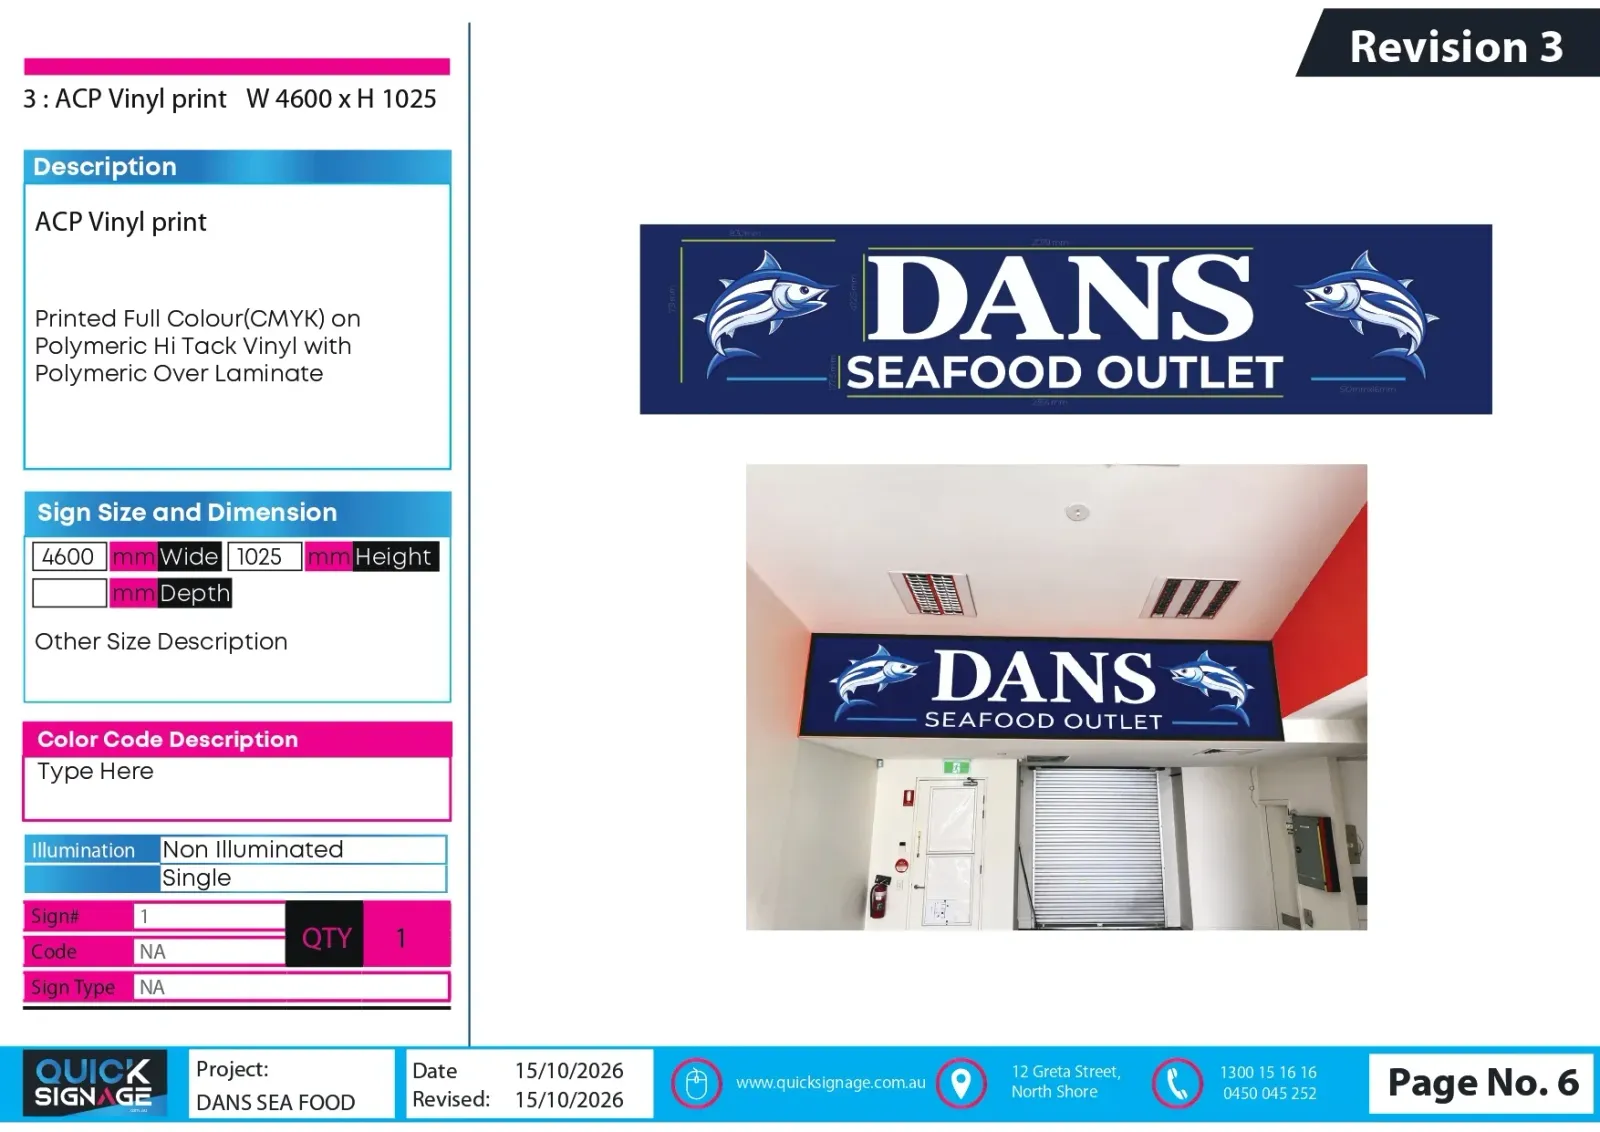 Revision 3
3 : ACP Vinyl print W 4600 x H 1025
Description
ACP Vinyl print
Printed Full Colour(CMYK) on
Polymeric Hi Tack Vinyl with
Polymeric Over Laminate
Sign Size and Dimension
4600 mm Wide 1025 mm Height
mm Depth
Other Size Description
Color Code Description
Type Here
Illumination Non Illuminated
Single
Sign# 1
Code NA
QTY 1
Sign Type NA
DANS
SEAFOOD OUTLET
DANS
SEAFOOD OUTLET
QUICK
SIGNAGE
Project:
DANS SEA FOOD
Date 15/10/2026
Revised: 15/10/2026
www.quicksignage.com.au
12 Greta Street,
North Shore
1300 15 16 16
0450 045 252
Page No. 6